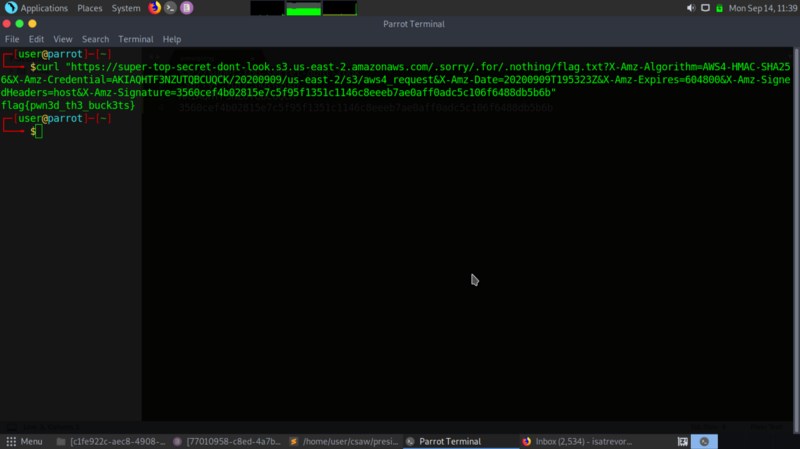 Applications Places System Mon Sep 14, 11:39
Parrot Terminal
File Edit View Search Terminal Help
┌─[user@parrot]─[~]
└──╼ $curl "https://super-top-secret-dont-look.s3.us-east-2.amazonaws.com/.sorry/.for/.nothing/flag.txt?X-Amz-Algorithm=AWS4-HMAC-SHA25
6&X-Amz-Credential=AKIAQHTF3NZUTQBCUQCK/20200909/us-east-2/s3/aws4_request&X-Amz-Date=20200909T195323Z&X-Amz-Expires=604800&X-Amz-Signe
dHeaders=host&X-Amz-Signature=3560cef4b02815e7c5f95f1351c1146c8eeeb7ae0aff0adc5c106f6488db5b6b"
flag{pwn3d_th3_buck3ts}
┌─[user@parrot]─[~]
└──╼ $
Menu [c1fe922c-aec8-4908-... [77010958-c8ed-4a7b... /home/user/csaw/presi... Parrot Terminal Inbox (2,534) - isatrevor...